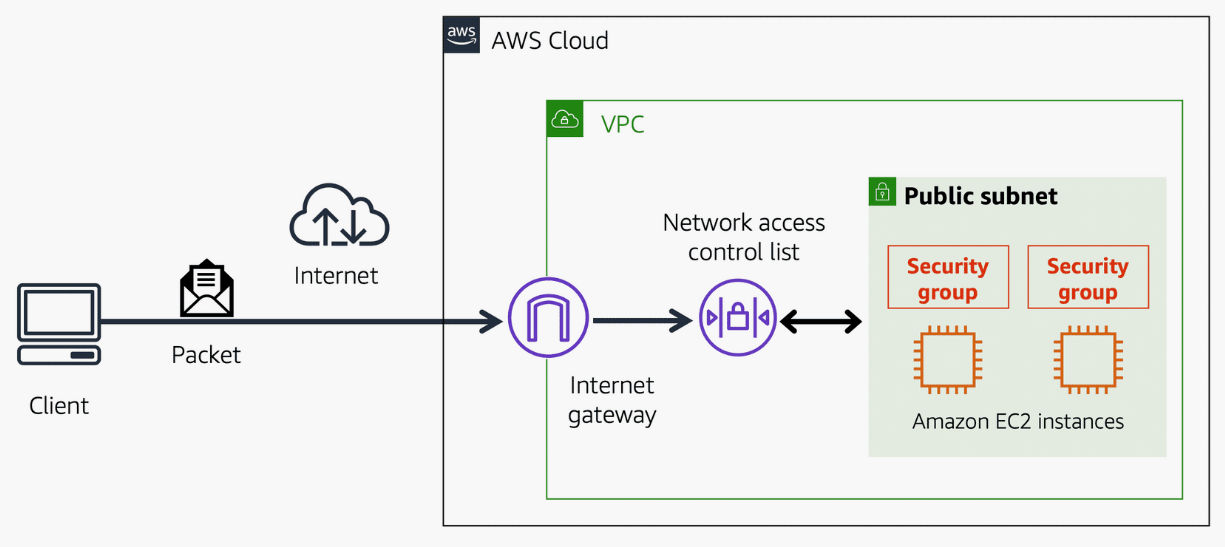 aws
AWS Cloud
VPC
Public subnet
Network access
control list
Security
group
Security
group
Internet
Packet
Client
Internet
gateway
Amazon EC2 instances